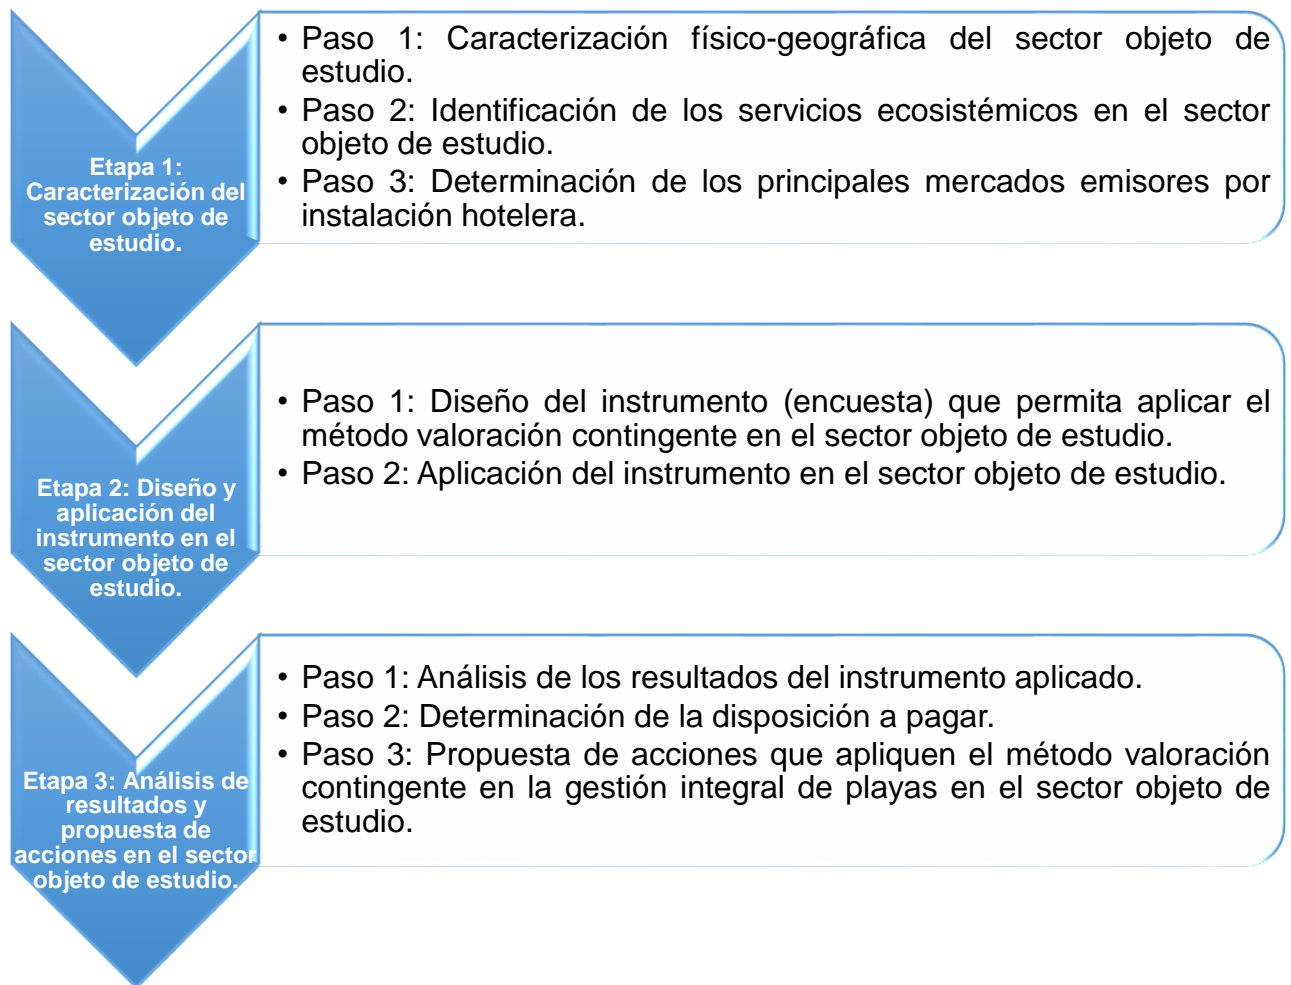 Etapa 1:
Caracterización del
sector objeto de
estudio.
• Paso 1: Caracterización físico-geográfica del sector objeto de
estudio.
• Paso 2: Identificación de los servicios ecosistémicos en el sector
objeto de estudio.
• Paso 3: Determinación de los principales mercados emisores por
instalación hotelera.
Etapa 2: Diseño y
aplicación del
instrumento en el
sector objeto de
estudio.
• Paso 1: Diseño del instrumento (encuesta) que permita aplicar el
método valoración contingente en el sector objeto de estudio.
• Paso 2: Aplicación del instrumento en el sector objeto de estudio.
Etapa 3: Análisis de
resultados y
propuesta de
acciones en el sector
objeto de estudio.
• Paso 1: Análisis de los resultados del instrumento aplicado.
• Paso 2: Determinación de la disposición a pagar.
• Paso 3: Propuesta de acciones que apliquen el método valoración
contingente en la gestión integral de playas en el sector objeto de
estudio.